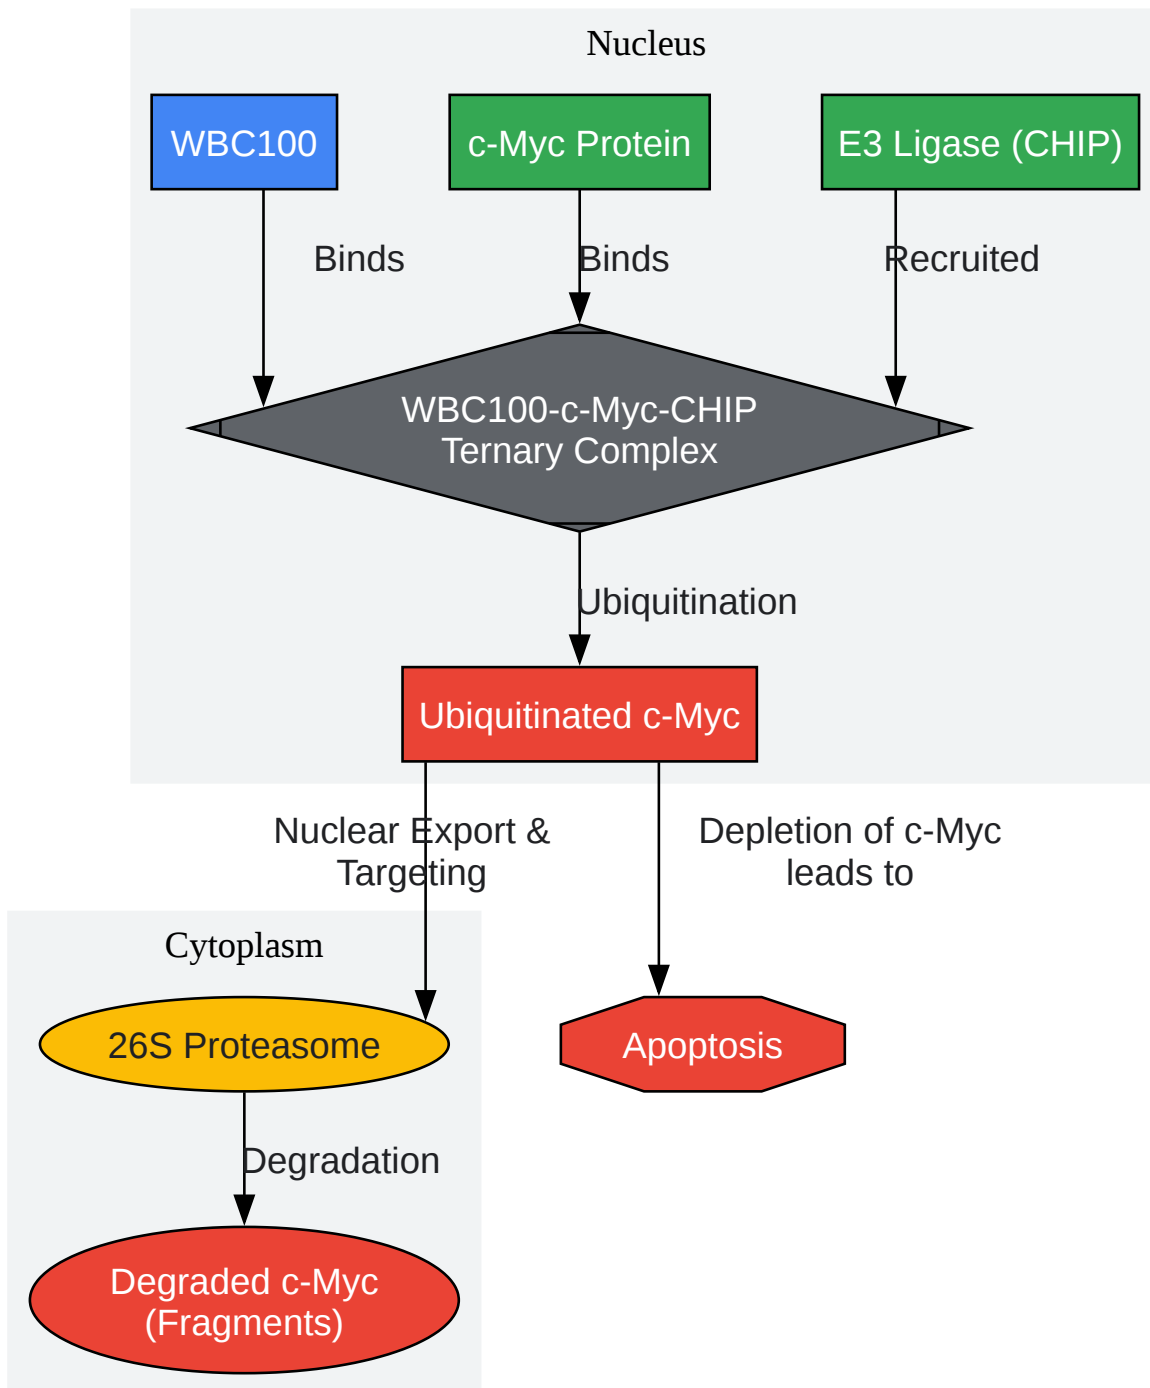 Nucleus
WBC100
c-Myc Protein
E3 Ligase (CHIP)
Binds
Binds
Recruited
WBC100-c-Myc-CHIP
Ternary Complex
Ubiquitination
Ubiquitinated c-Myc
Nuclear Export &
Targeting
Depletion of c-Myc
leads to
Cytoplasm
26S Proteasome
Apoptosis
Degradation
Degraded c-Myc
(Fragments)